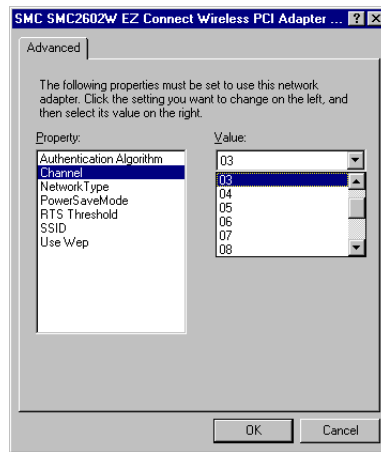 SMC SMC2602W EZ Connect Wireless PCI Adapter ...
Advanced
The following properties must be set to use this network
adapter. Click the setting you want to change on the left, and
then select its value on the right.
Property:
Authentication Algorithm
Channel
NetworkType
PowerSaveMode
RTS Threshold
SSID
Use Wep
Value:
03
03
04
05
06
07
08
OK
Cancel